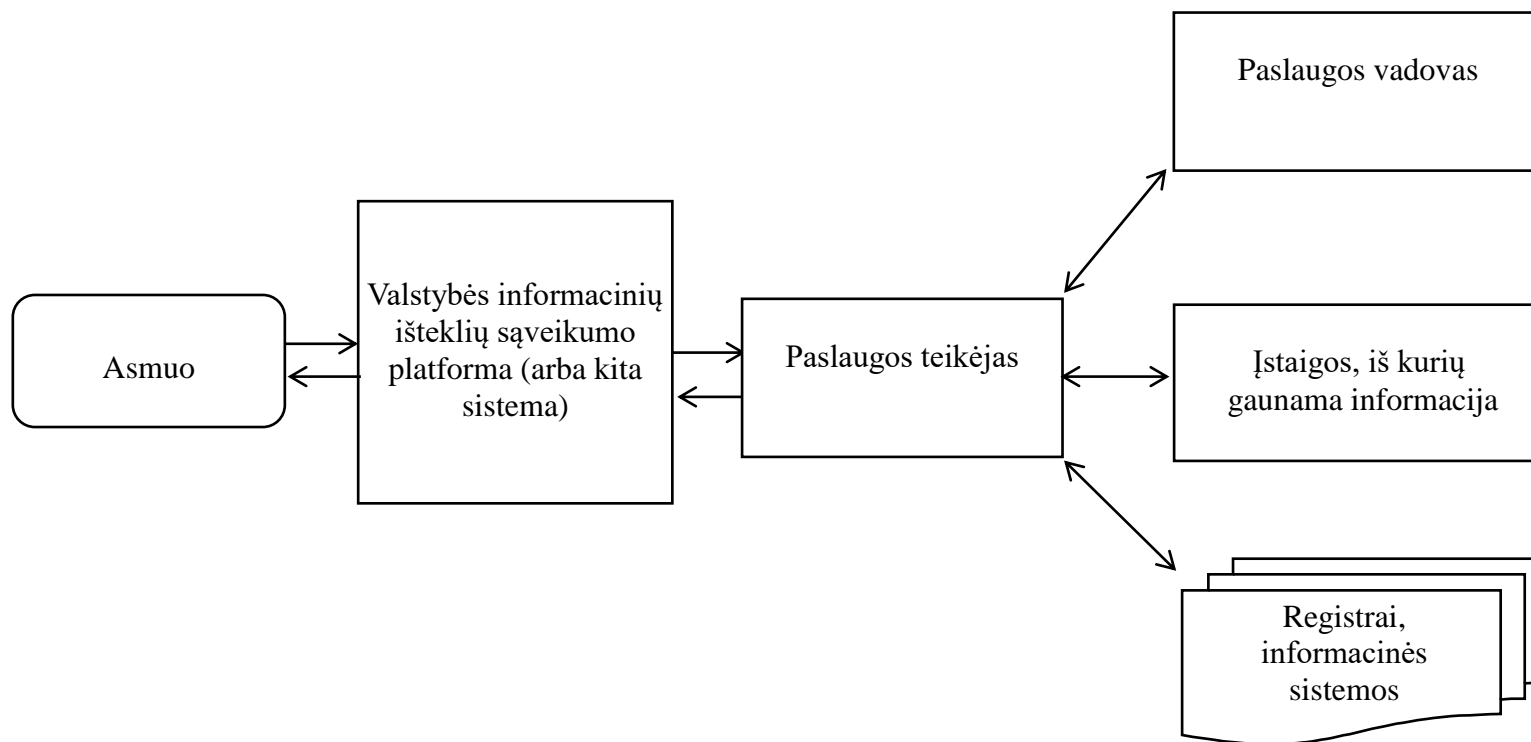 Paslaugos vadovas
Valstybės informacinių
išteklių sąveikumo
platforma (arba kita
sistema)
Asmuo
Paslaugos teikėjas
Įstaigos, iš kurių
gaunama informacija
Registrai,
informacinės
sistemos